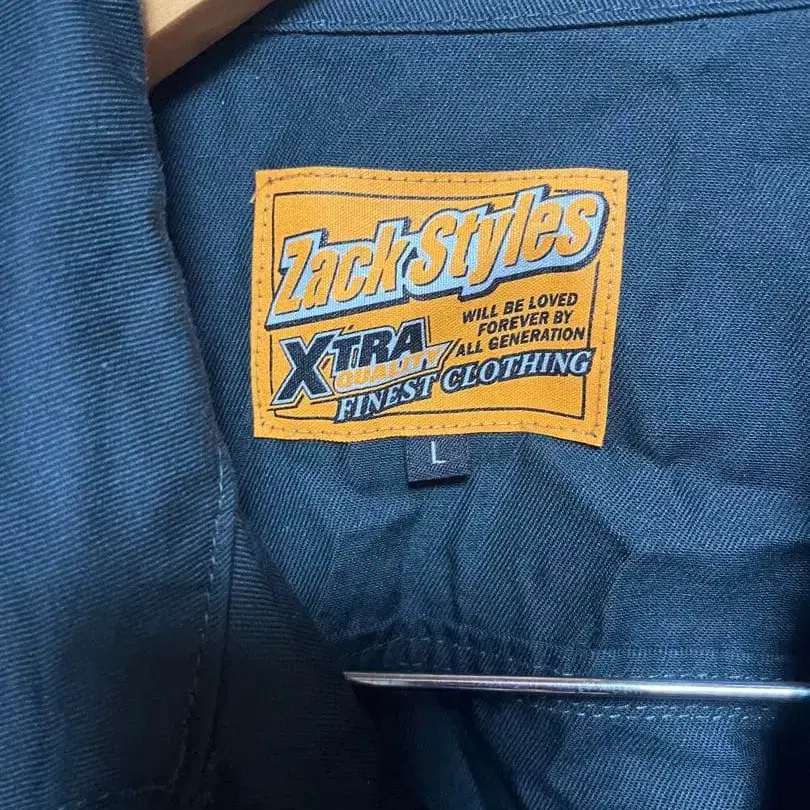 Zack Styles
XTRA
QUALITY
WILL BE LOVED
FOREVER BY
ALL GENERATION
FINEST CLOTHING
L